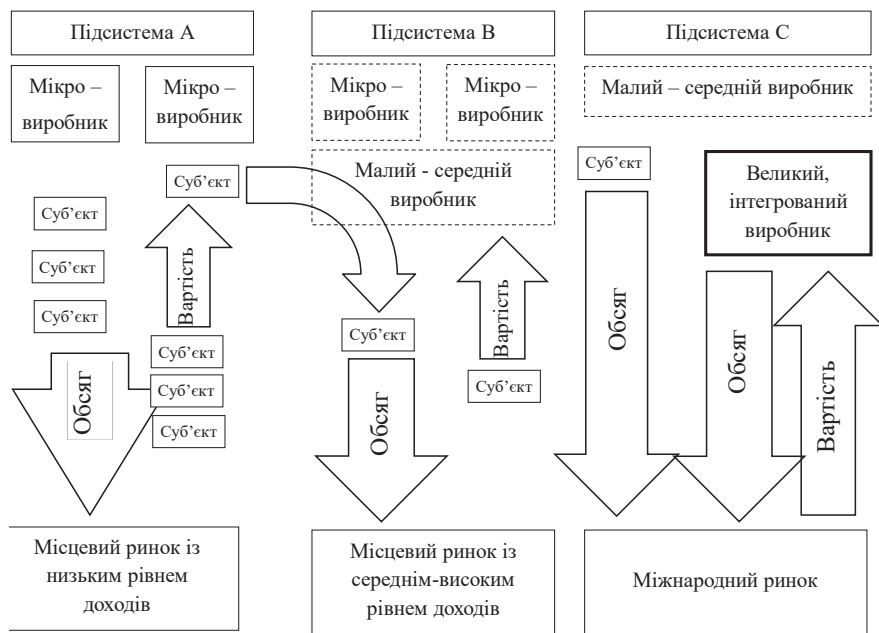 Підсистема А
Мікро –
виробник
Мікро –
виробник
Суб’єкт
Суб’єкт
Суб’єкт
Суб’єкт
Вартість
Суб’єкт
Суб’єкт
Суб’єкт
Обсяг
Місцевий ринок із
низьким рівнем
доходів
Підсистема В
Мікро –
виробник
Мікро –
виробник
Малий - середній
виробник
Суб’єкт
Обсяг
Вартість
Суб’єкт
Місцевий ринок із
середнім-високим
рівнем доходів
Підсистема С
Малий – середній виробник
Суб’єкт
Обсяг
Великий,
інтегрований
виробник
Обсяг
Вартість
Міжнародний ринок